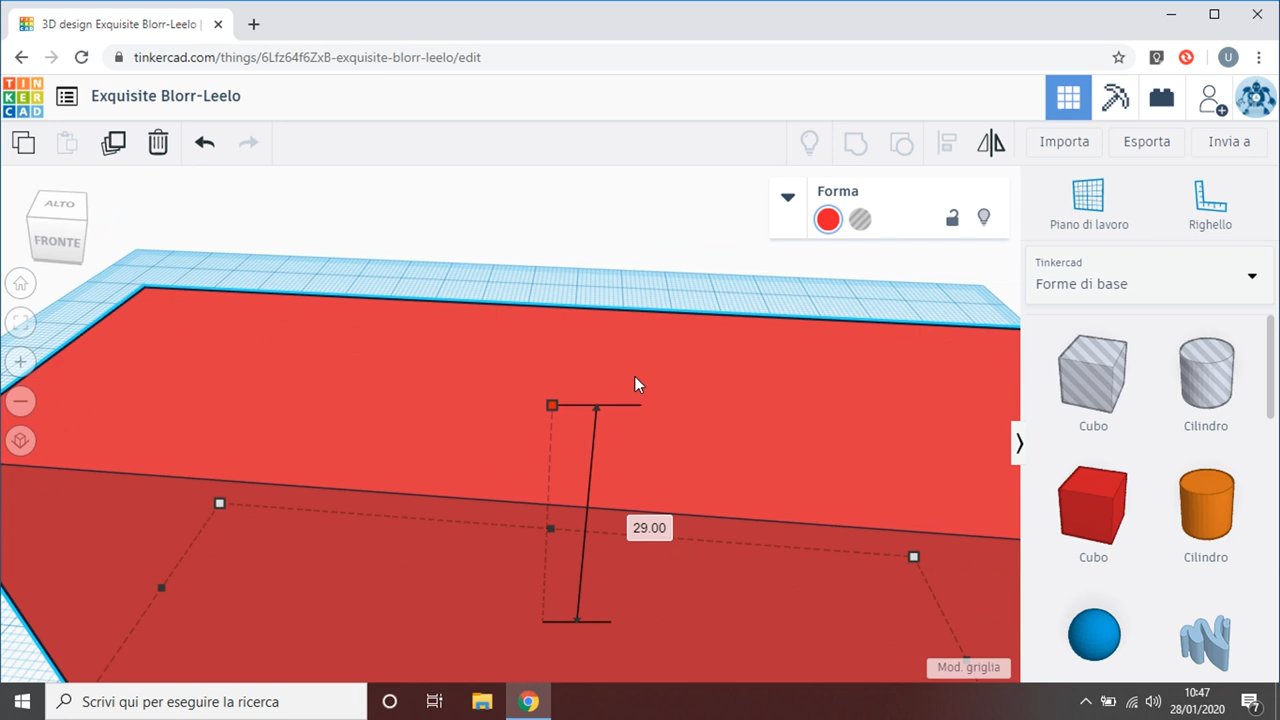 3D design Exquisite Blorr-Leelo |
tinkercad.com/things/6Lfz64f6ZxB-exquisite-blorr-leelo/edit
U
TIN
KER
CAD
Exquisite Blorr-Leelo
Importa
Esporta
Invia a
ALTO
FRONTE
Forma
Piano di lavoro
Righello
Tinkercad
Forme di base
Cubo
Cilindro
29.00
Cubo
Cilindro
Mod. griglia
Scrivi qui per eseguire la ricerca
10:47
28/01/2020
7